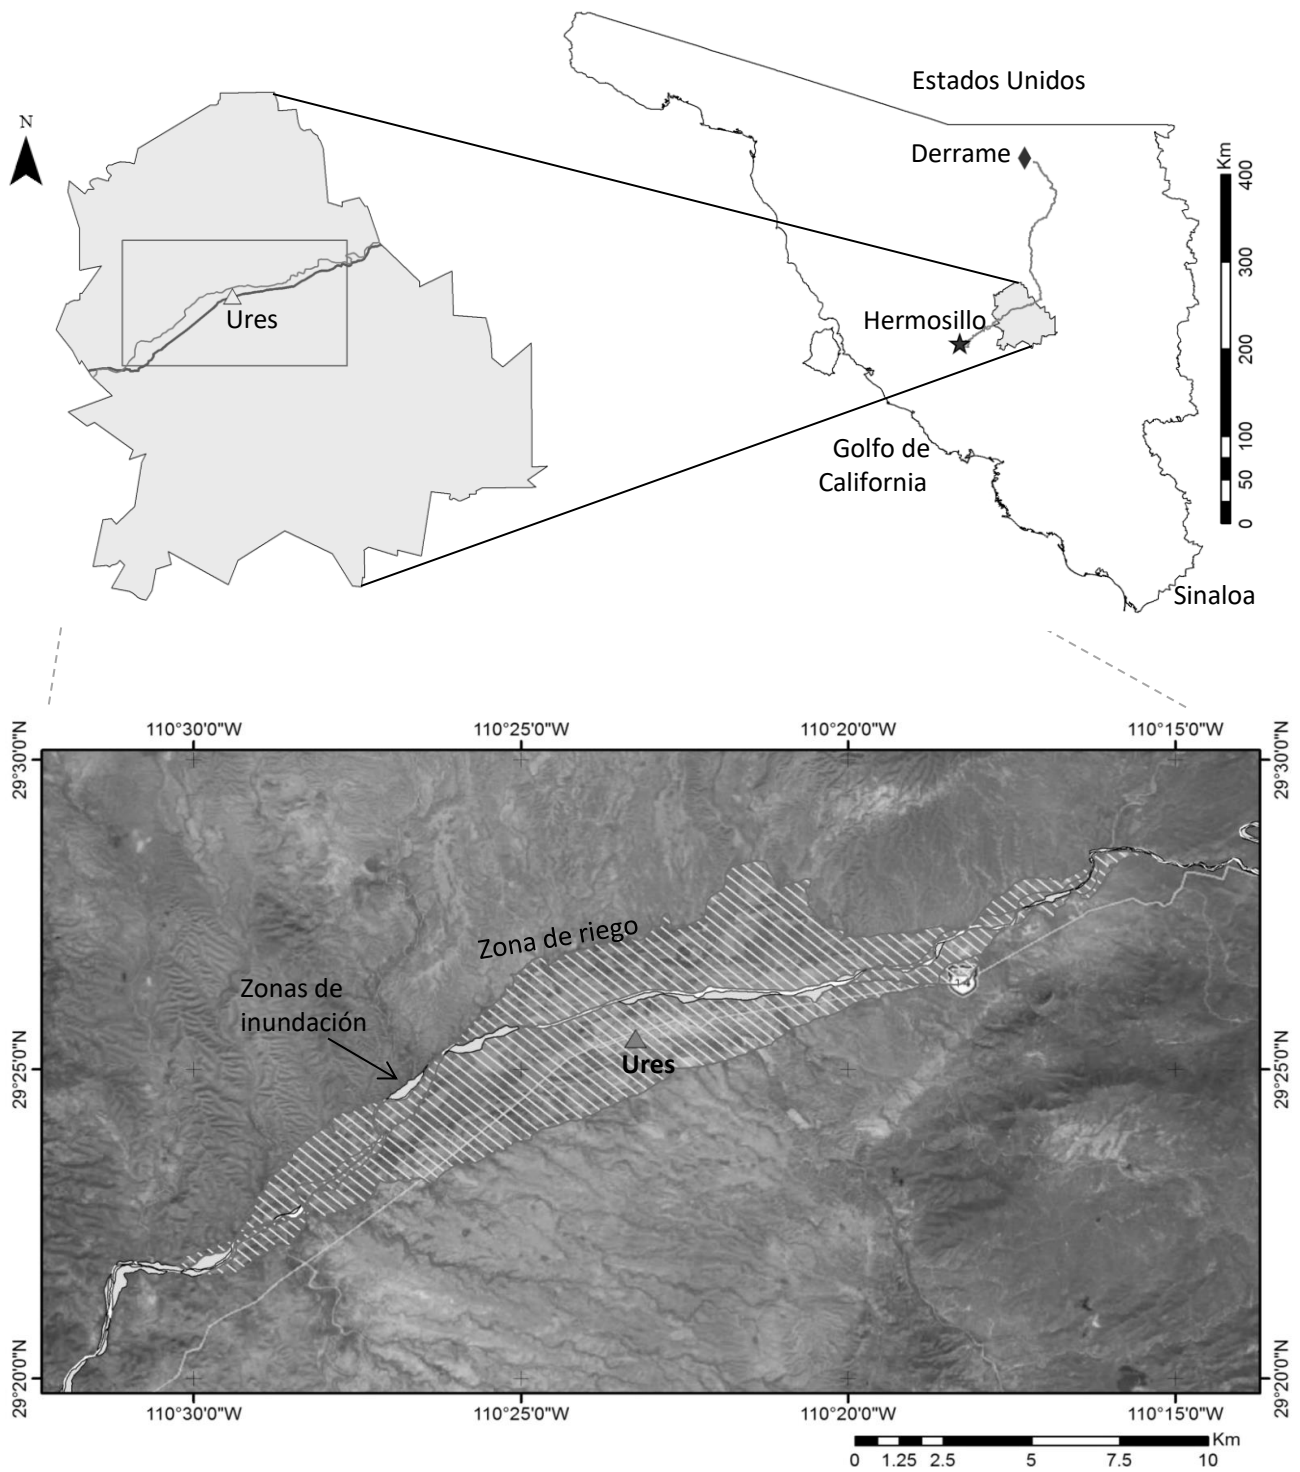 Estados Unidos
N
Derrame
Km
400
300
200
100
50
0
Hermosillo
Ures
Golfo de
California
Sinaloa
110°30'0"W 110°25'0"W 110°20'0"W 110°15'0"W
29°30'0"N 29°30'0"N
Zona de riego
Zonas de
inundación
Ures
29°25'0"N 29°25'0"N
29°20'0"N 29°20'0"N
110°30'0"W 110°25'0"W 110°20'0"W 110°15'0"W
Km
0 1.25 2.5 5 7.5 10